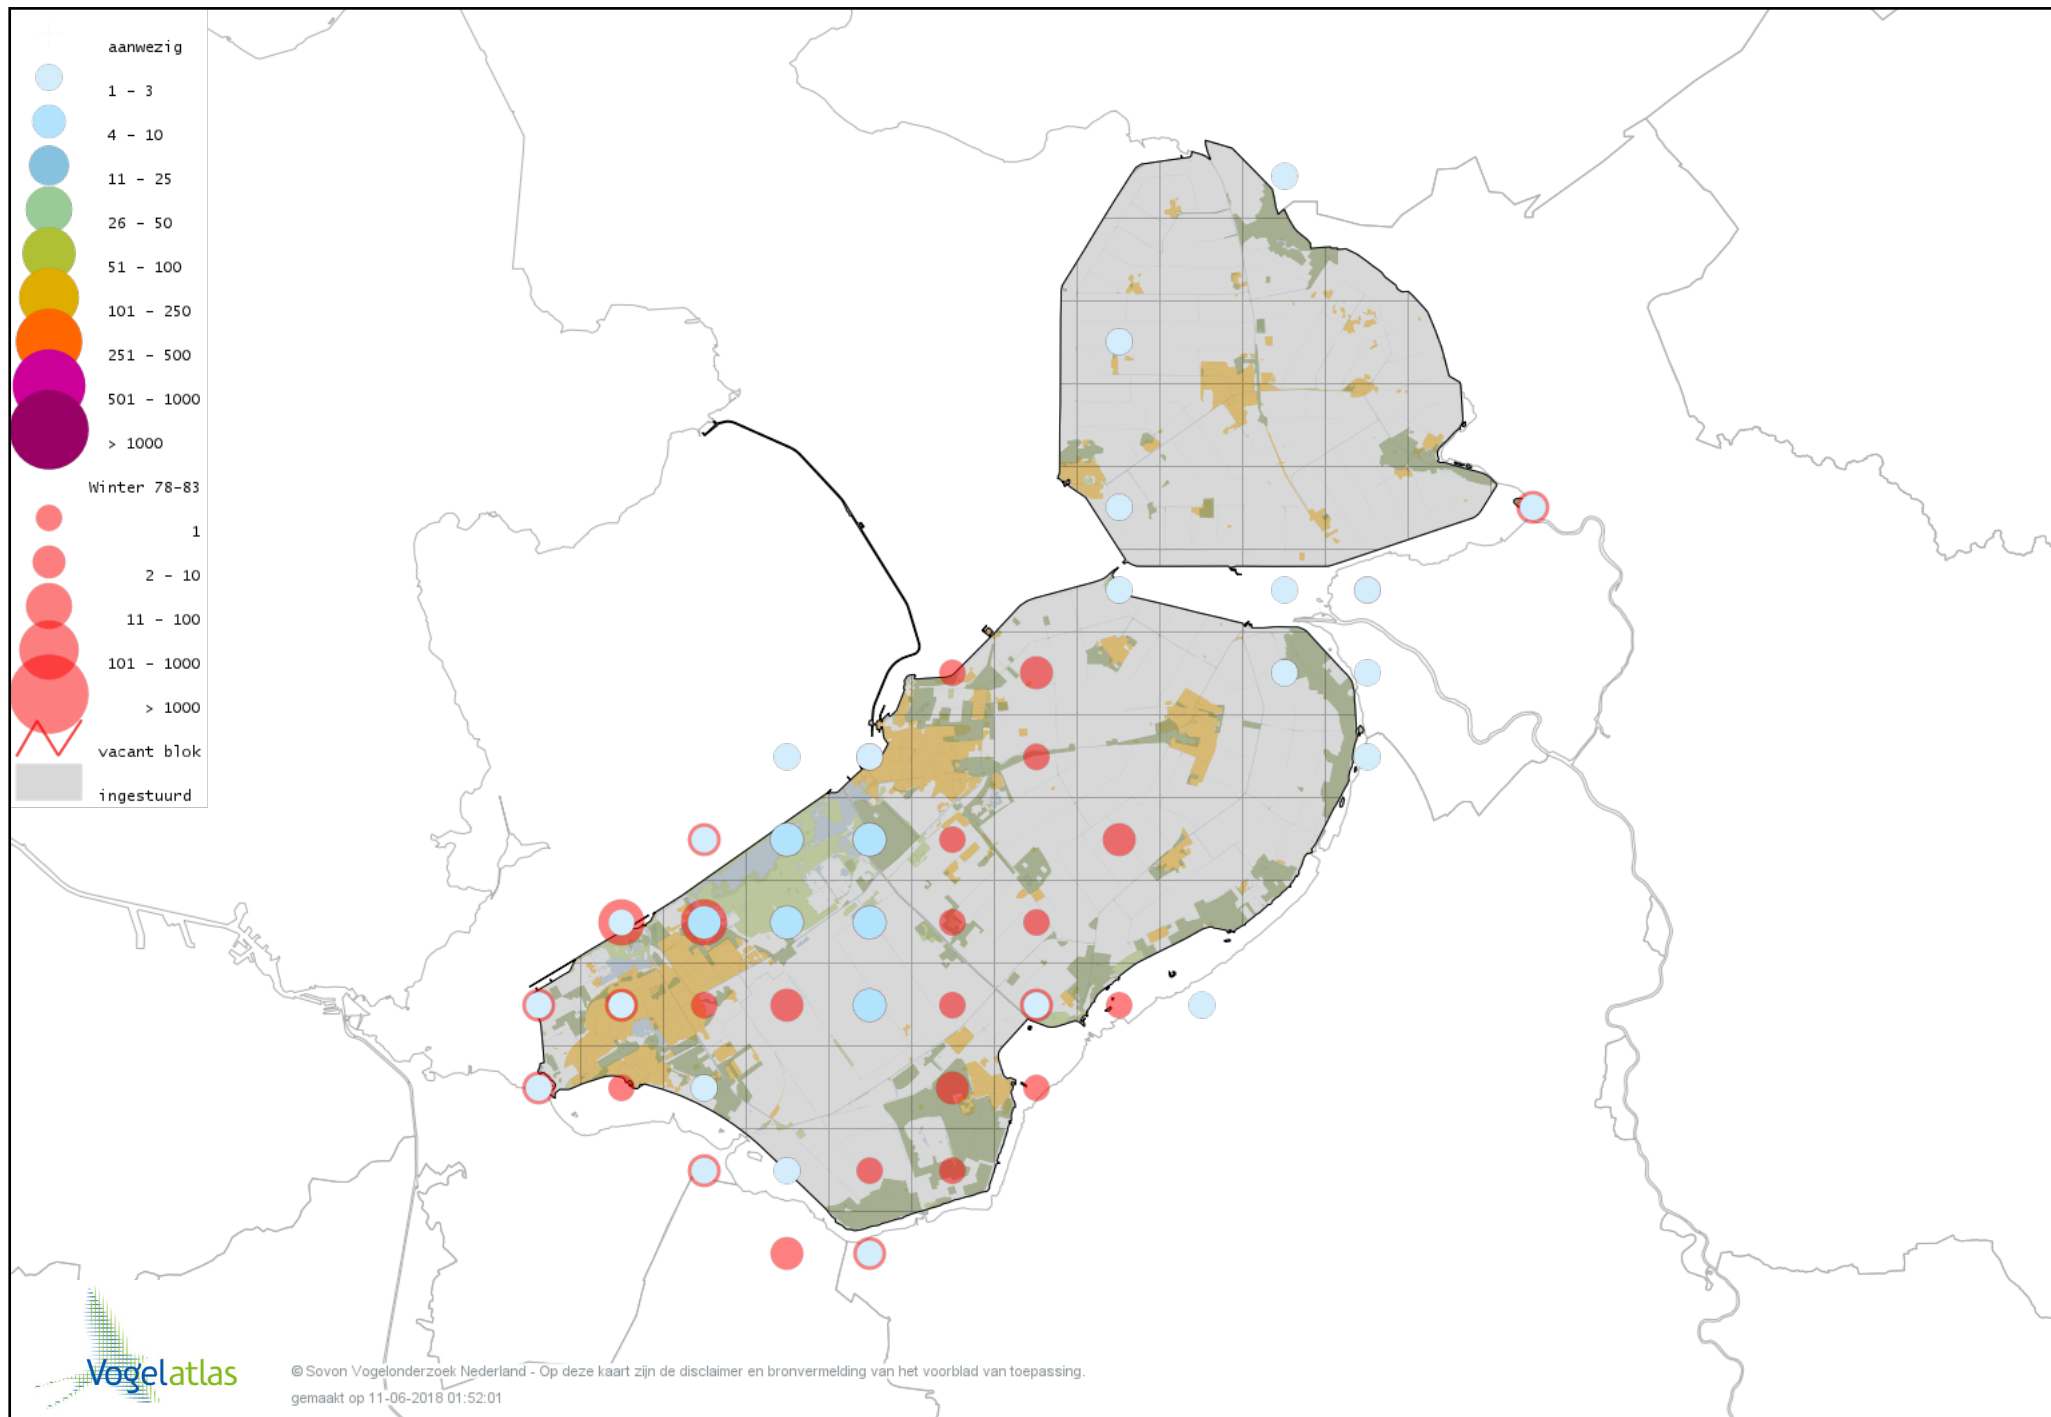 aanwezig
1 - 3
4 - 10
11 - 25
26 - 50
51 - 100
101 - 250
251 - 500
501 - 1000
> 1000
Winter 78-83
1
2 - 10
11 - 100
101 - 1000
> 1000
vacant blok
ingestuurd
Vogelatlas
© Sovon Vogelonderzoek Nederland - Op deze kaart zijn de disclaimer en bronvermelding van het voorblad van toepassing.
gemaakt op 11-06-2018 01:52:01